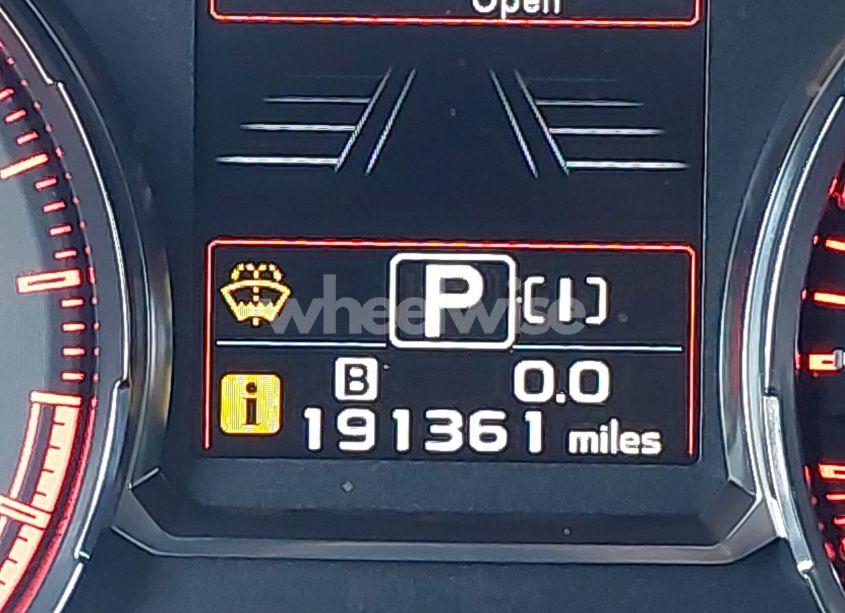 Open
P [I]
wheelwise
i B 0.0
191361 miles